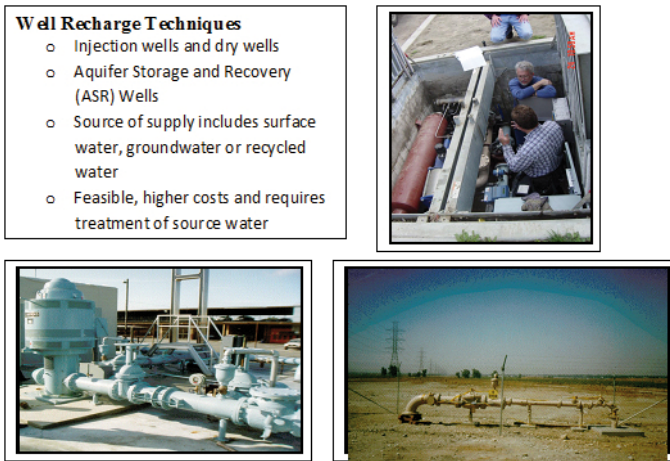 Well Recharge Techniques
o Injection wells and dry wells
o Aquifer Storage and Recovery
(ASR) Wells
o Source of supply includes surface
water, groundwater or recycled
water
o Feasible, higher costs and requires
treatment of source water